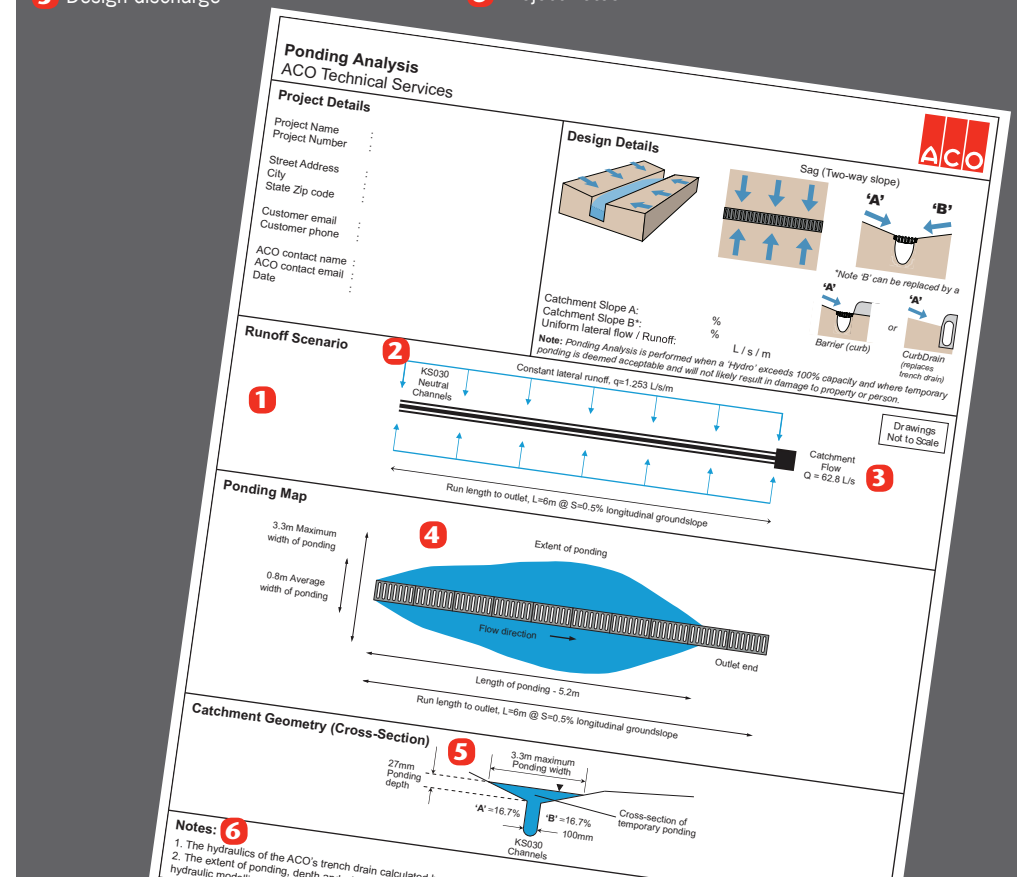 3 Design discharge
6
Ponding Analysis
ACO Technical Services
ACO
Project Details
Project Name :
Project Number :
Street Address :
City :
State Zip code :
Customer email :
Customer phone :
ACO contact name :
ACO contact email :
Date :
Design Details
Sag (Two-way slope)
‘A’
‘B’
*Note ‘B’ can be replaced by a
‘A’
‘A’
or
Barrier (curb)
CurbDrain
(replaces
trench drain)
Catchment Slope A: %
Catchment Slope B*: %
Uniform lateral flow / Runoff: L / s / m
Note: Ponding Analysis is performed when a ‘Hydro’ exceeds 100% capacity and where temporary
ponding is deemed acceptable and will not likely result in damage to property or person.
Runoff Scenario
1
2
KS030
Neutral
Channels
Constant lateral runoff, q=1.253 L/s/m
Drawings
Not to Scale
Catchment
Flow
Q = 62.8 L/s
3
Run length to outlet, L=6m @ S=0.5% longitudinal groundslope
Ponding Map
4
3.3m Maximum
width of ponding
0.8m Average
width of ponding
Extent of ponding
Flow direction
Outlet end
Length of ponding - 5.2m
Run length to outlet, L=6m @ S=0.5% longitudinal groundslope
Catchment Geometry (Cross-Section)
5
27mm
Ponding
depth
3.3m maximum
Ponding width
‘A’ =16.7%
‘B’ =16.7%
100mm
KS030
Channels
Cross-section of
temporary ponding
Notes: 6
1. The hydraulics of the ACO's trench drain calculated
2. The extent of ponding, depth
hydraulic